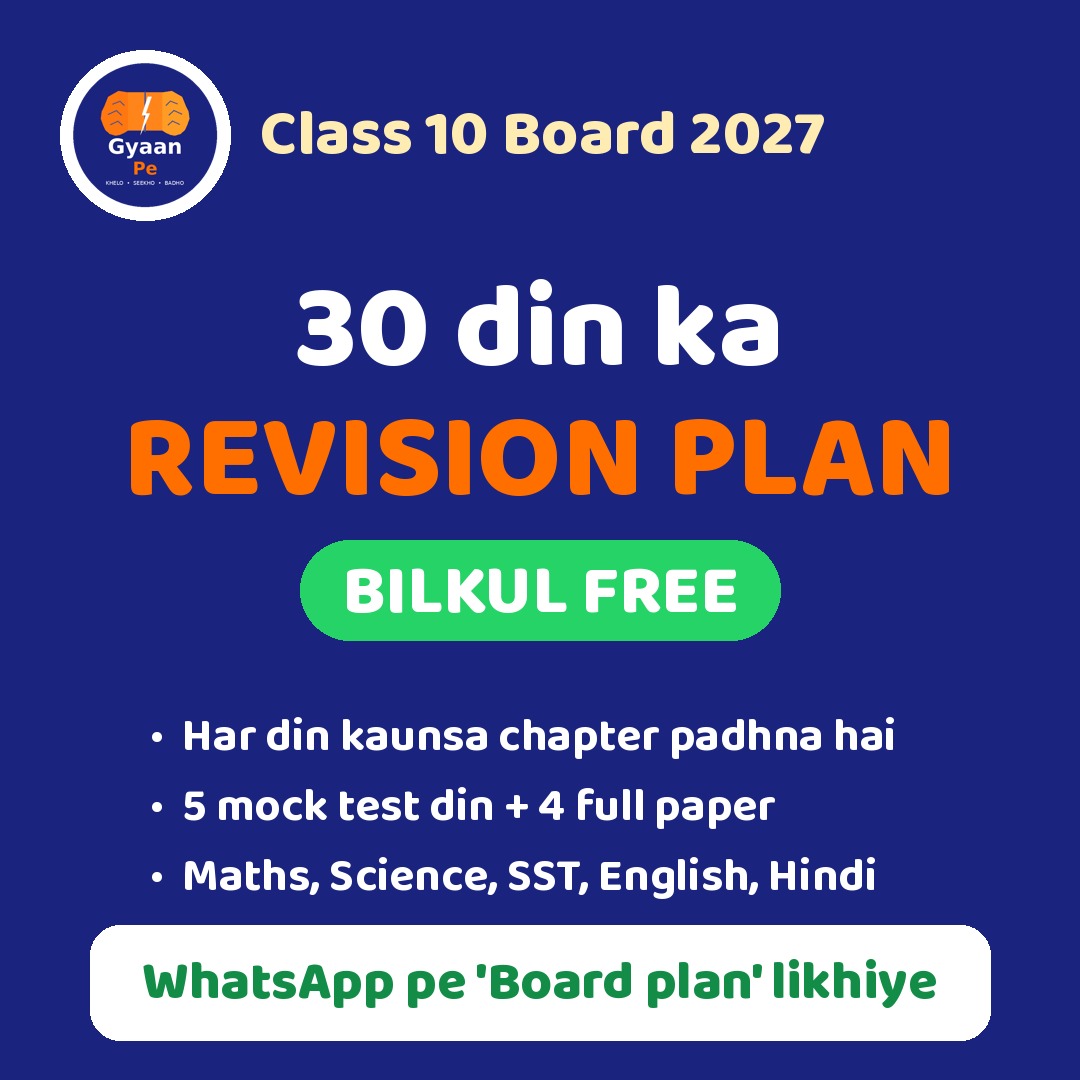 Gyaan
Pe
KHELO • SEEKHO • BADHO
Class 10 Board 2027
30 din ka
REVISION PLAN
BILKUL FREE
• Har din kaunsa chapter padhna hai
• 5 mock test din + 4 full paper
• Maths, Science, SST, English, Hindi
WhatsApp pe 'Board plan' likhiye